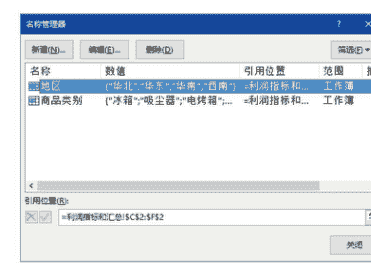 名称管理器 ? ×
新建(N)... 编辑(E)... 删除(D) 筛选(F)
名称 数值 引用位置 范围
地区 {"华北";"华东";"华南";"西南"} =利润指标和... 工作簿
商品类别 {"冰箱";"吸尘器";"电烤箱";... =利润指标和... 工作簿
引用位置(R):
=利润指标和汇总!$C$2:$F$2
关闭